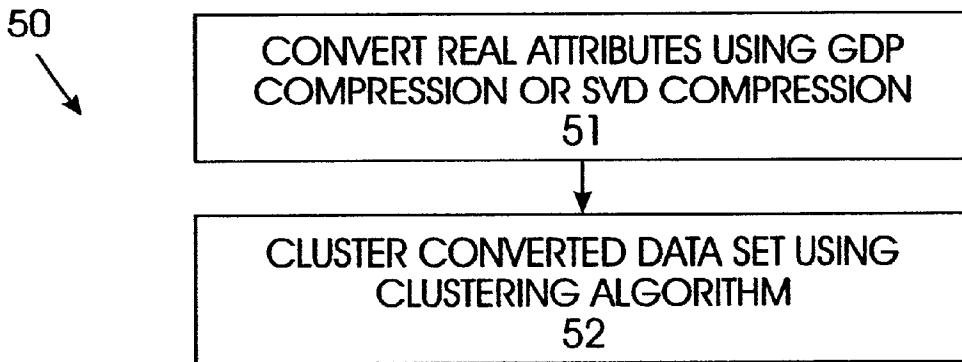 50
CONVERT REAL ATTRIBUTES USING GDP
COMPRESSION OR SVD COMPRESSION
51
CLUSTER CONVERTED DATA SET USING
CLUSTERING ALGORITHM
52